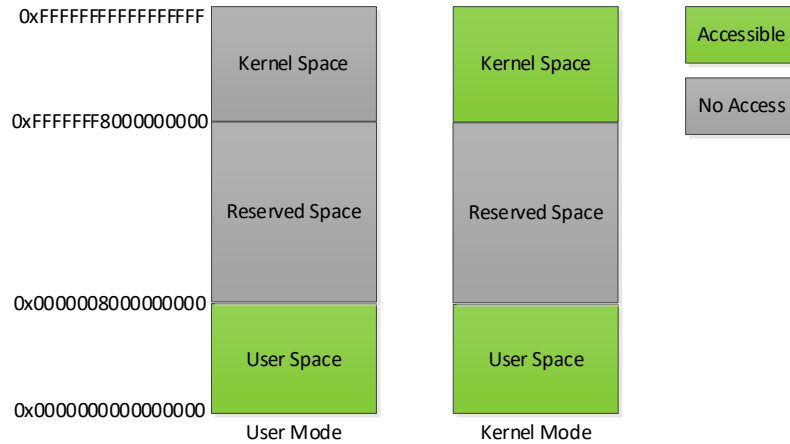 0xFFFFFFFFFFFFFFFF
Kernel Space
Kernel Space
Accessible
No Access
0xFFFFFFF8000000000
Reserved Space
Reserved Space
0x0000008000000000
User Space
User Space
0x0000000000000000
User Mode
Kernel Mode